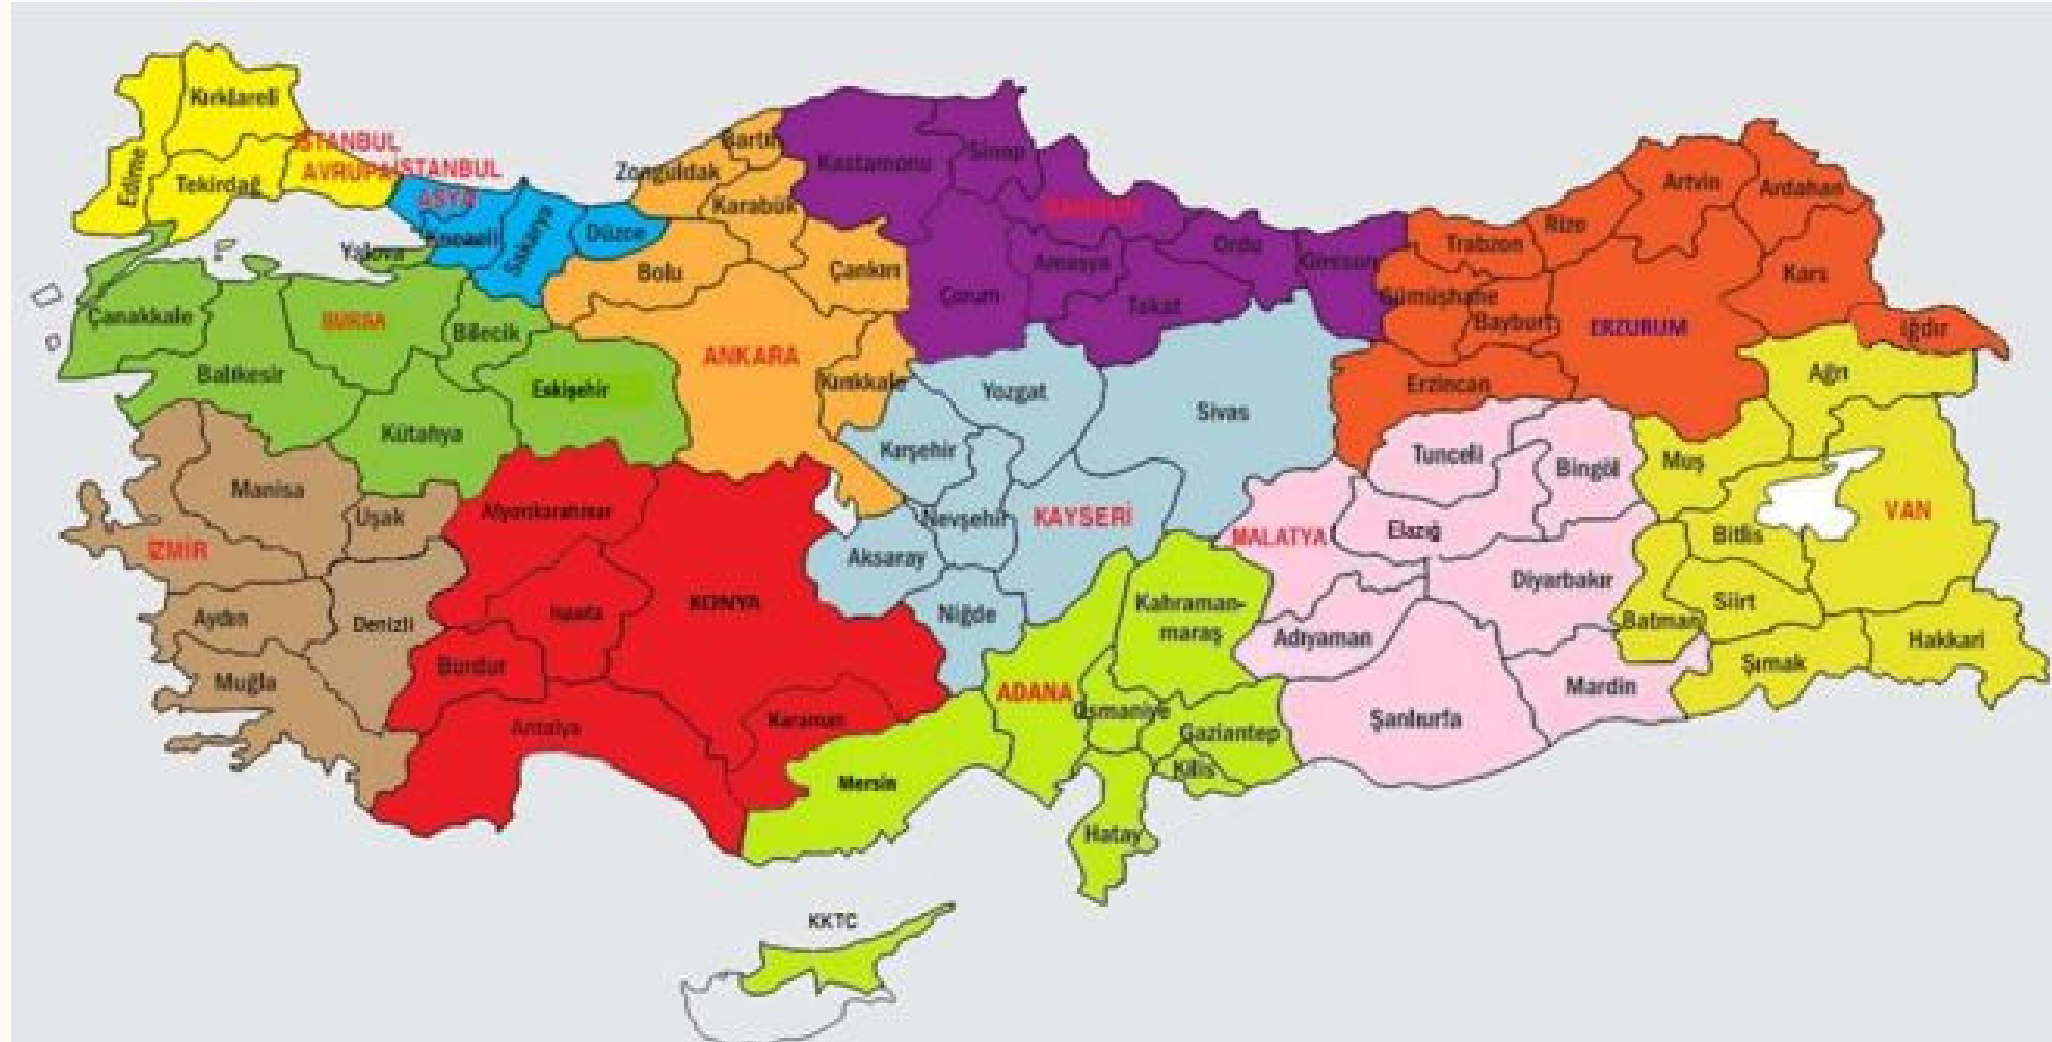 Kırklareli
Edirne
Tekirdağ
İSTANBUL
AVRUPA
İSTANBUL
ASYA
Kocaeli
Yalova
Sakarya
Düzce
Zonguldak
Bartın
Karabük
Bolu
Çankırı
ANKARA
Kırıkkale
Kastamonu
Sinop
SAMSUN
Çorum
Amasya
Tokat
Ordu
Giresun
Trabzon
Rize
Artvin
Ardahan
Gümüşhane
Bayburt
ERZURUM
Kars
Iğdır
Erzincan
Çanakkale
BURSA
Bilecik
Balıkesir
Eskişehir
Kütahya
Manisa
Uşak
İZMİR
Aydın
Denizli
Muğla
Afyonkarahisar
Isparta
KONYA
Burdur
Antalya
Karaman
Yozgat
Sivas
Kırşehir
Nevşehir
KAYSERİ
Aksaray
Niğde
Tunceli
Bingöl
MALATYA
Elazığ
Diyarbakır
Adıyaman
Şanlıurfa
Mardin
Ağrı
Muş
VAN
Bitlis
Siirt
Batman
Şırnak
Hakkari
Kahraman-
maraş
ADANA
Osmaniye
Gaziantep
Kilis
Mersin
Hatay
KKTC